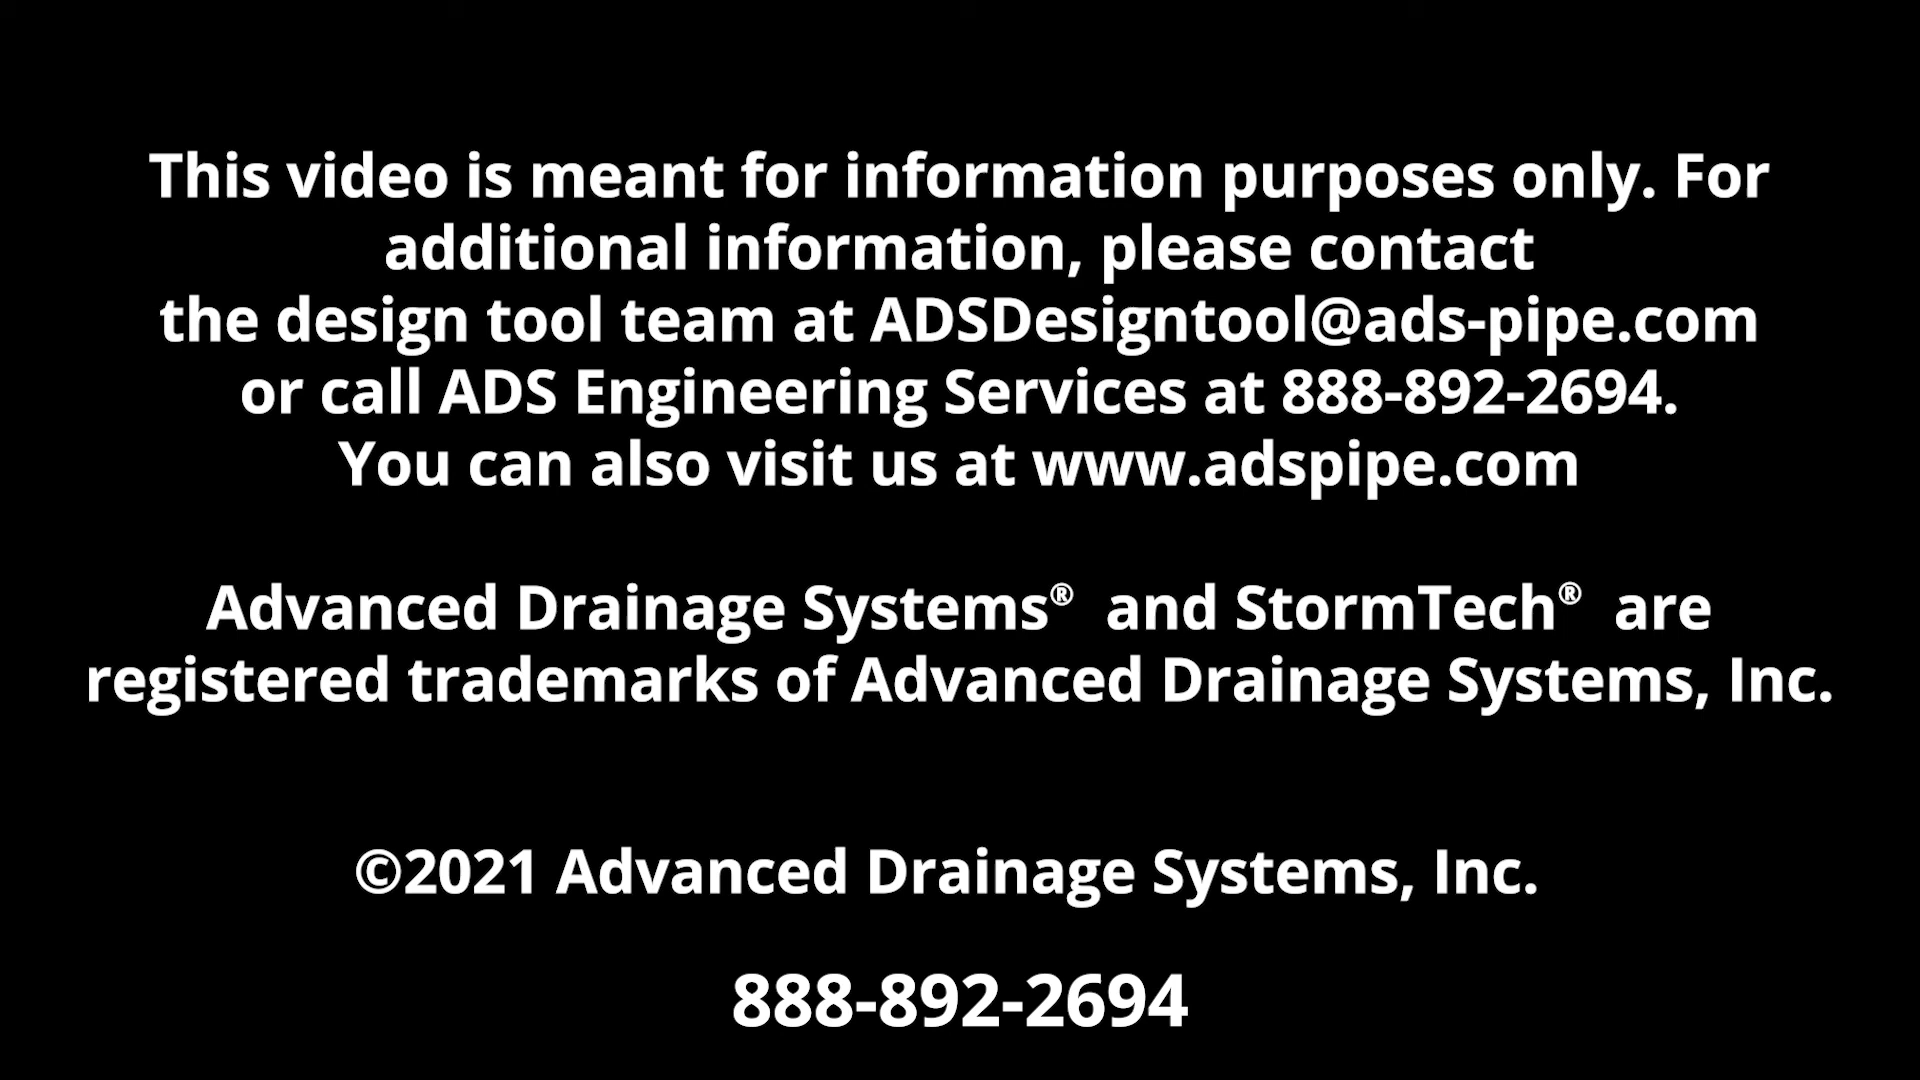 This video is meant for information purposes only. For
additional information, please contact
the design tool team at ADSDesigntool@ads-pipe.com
or call ADS Engineering Services at 888-892-2694.
You can also visit us at www.adspipe.com
Advanced Drainage Systems® and StormTech® are
registered trademarks of Advanced Drainage Systems, Inc.
©2021 Advanced Drainage Systems, Inc.
888-892-2694